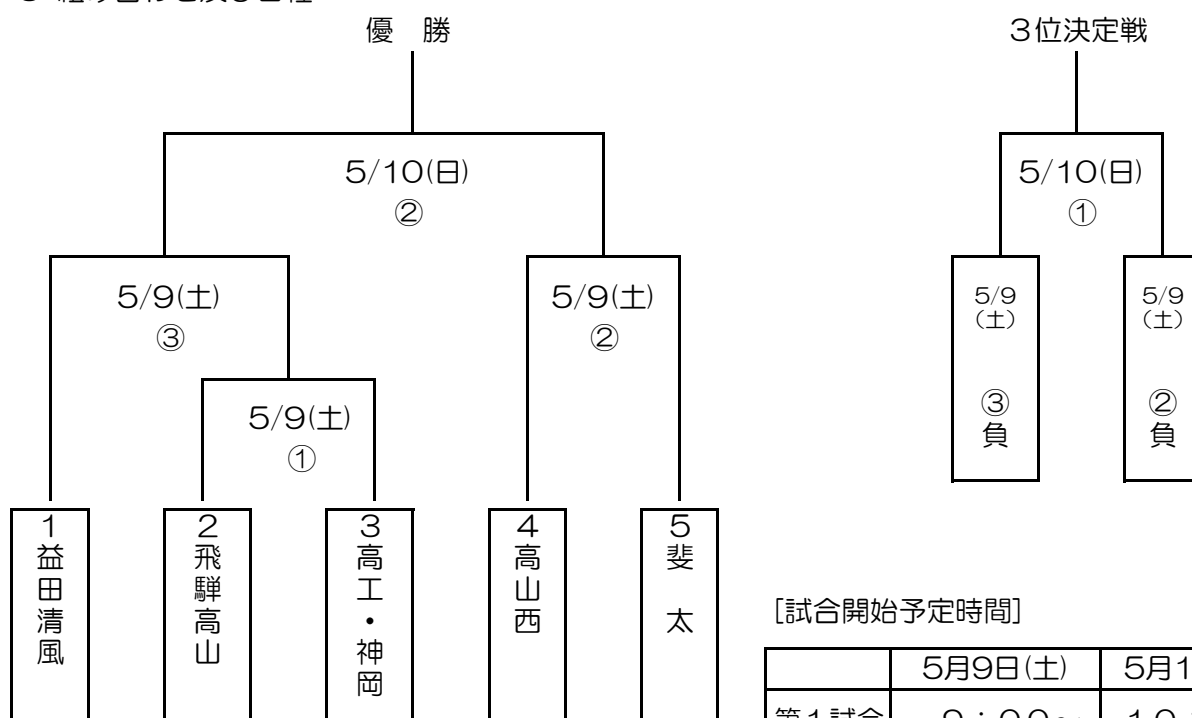 優　勝
３位決定戦
5/10(日)
②
5/10(日)
①
5/9(土)
③
5/9(土)
②
5/9
(土)
③
負
5/9
(土)
②
負
5/9(土)
①
１益田清風
２飛騨高山
３高工・神岡
４高山西
５斐　太
[試合開始予定時間]
５月９日(土)